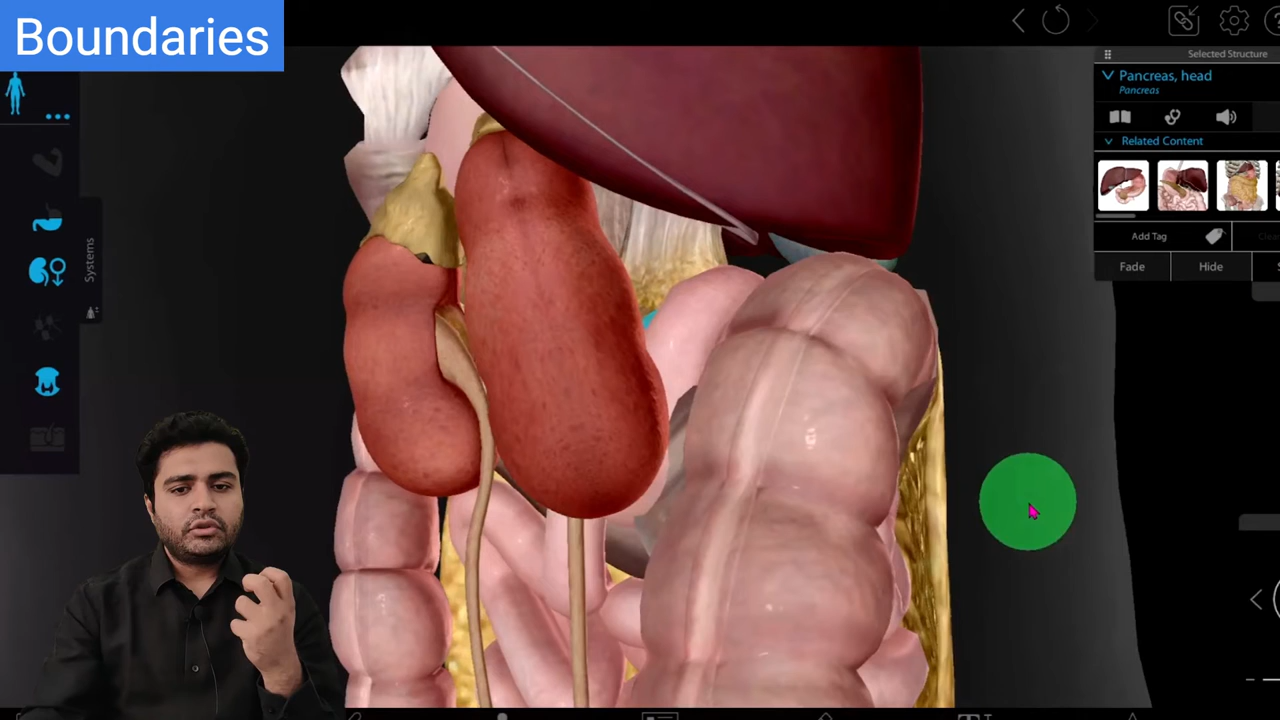 Boundaries
Selected Structure
Pancreas, head
Pancreas
Related Content
Systems
Add Tag
Fade
Hide